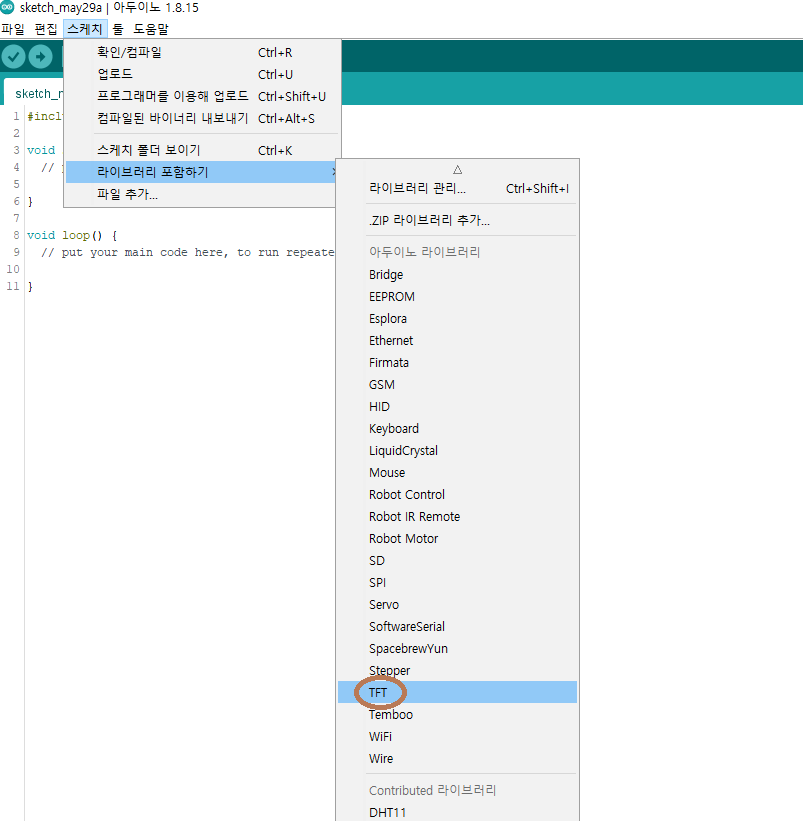 sketch_may29a | 아두이노 1.8.15
파일 편집 스케치 툴 도움말
확인/컴파일 Ctrl+R
업로드 Ctrl+U
프로그래머를 이용해 업로드 Ctrl+Shift+U
컴파일된 바이너리 내보내기 Ctrl+Alt+S
스케치 폴더 보이기 Ctrl+K
라이브러리 포함하기
파일 추가...
라이브러리 관리... Ctrl+Shift+I
.ZIP 라이브러리 추가...
아두이노 라이브러리
Bridge
EEPROM
Esplora
Ethernet
Firmata
GSM
HID
Keyboard
LiquidCrystal
Mouse
Robot Control
Robot IR Remote
Robot Motor
SD
SPI
Servo
SoftwareSerial
SpacebrewYun
Stepper
TFT
Temboo
WiFi
Wire
Contributed 라이브러리
DHT11
sketch_m
1 #inclu
2
3 void
4 //
5
6 }
7
8 void loop() {
9 // put your main code here, to run repeate
10
11 }